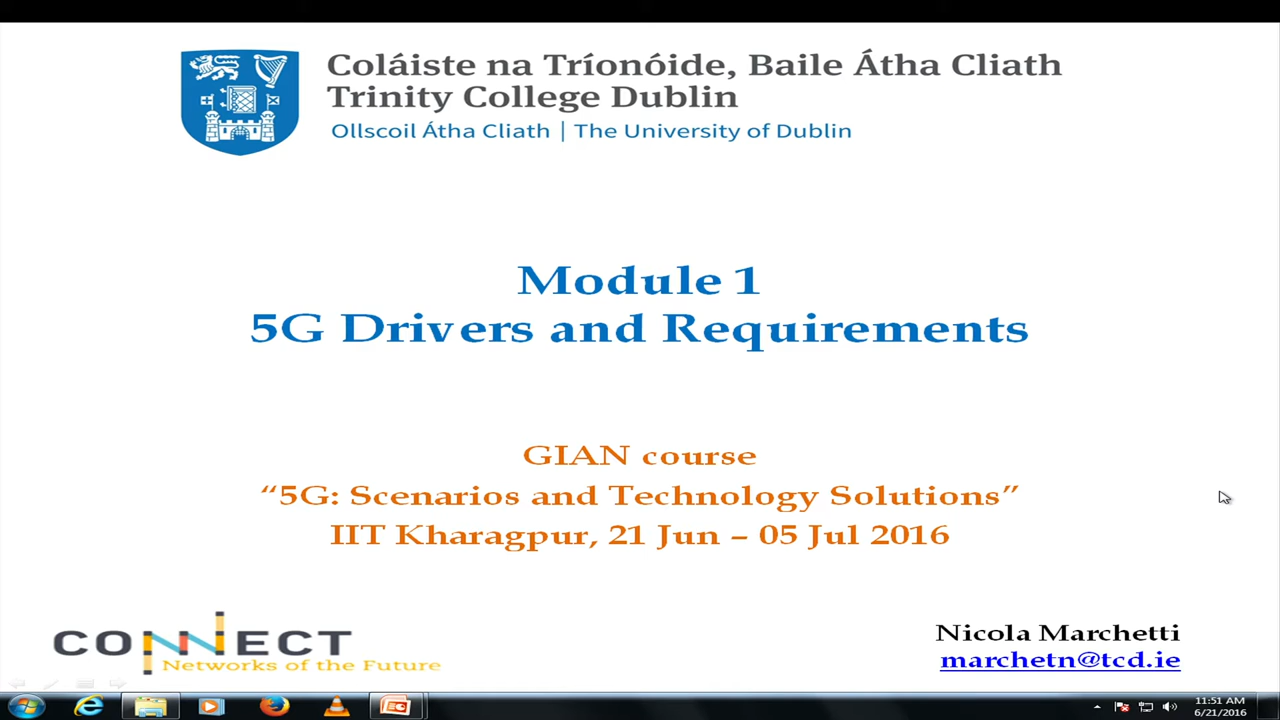 Coláiste na Tríonóide, Baile Átha Cliath
Trinity College Dublin
Ollscoil Átha Cliath | The University of Dublin
Module 1
5G Drivers and Requirements
GIAN course
“5G: Scenarios and Technology Solutions”
IIT Kharagpur, 21 Jun – 05 Jul 2016
CONNECT
Networks of the Future
Nicola Marchetti
marchetn@tcd.ie
11:51 AM
6/21/2016